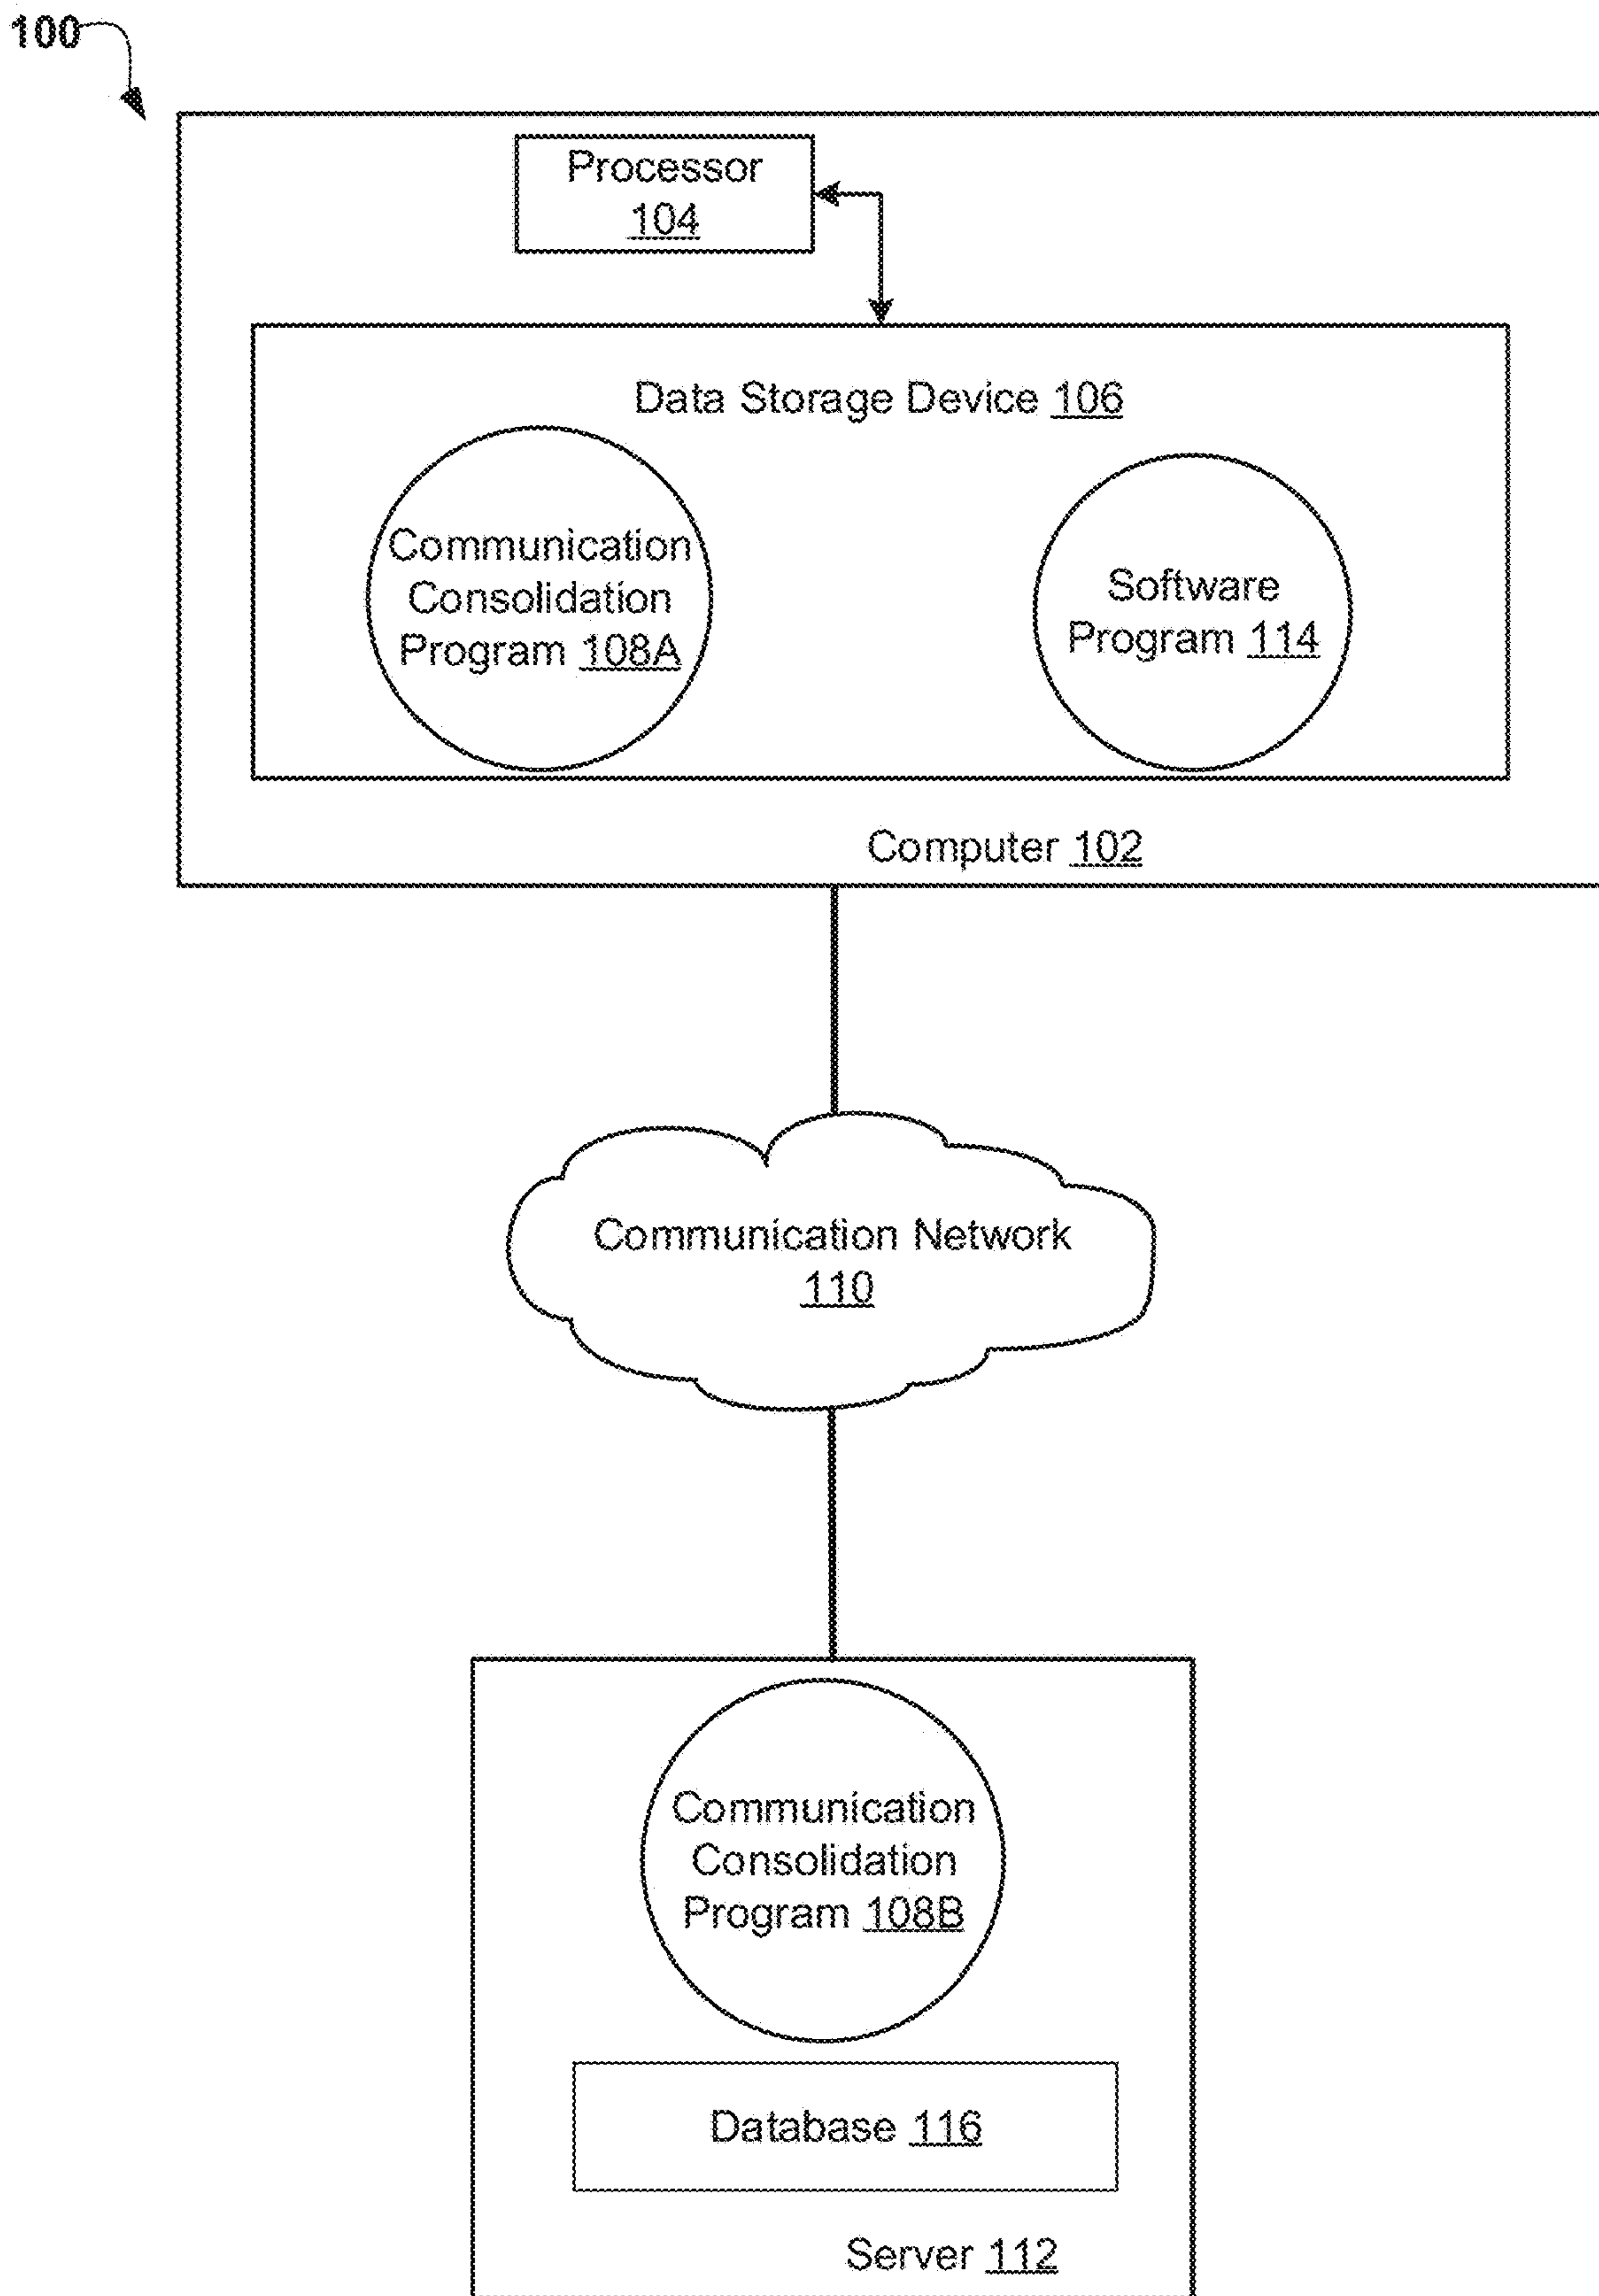 100
Processor
104
Data Storage Device 106
Communication
Consolidation
Program 108A
Software
Program 114
Computer 102
Communication Network
110
Communication
Consolidation
Program 108B
Database 116
Server 112